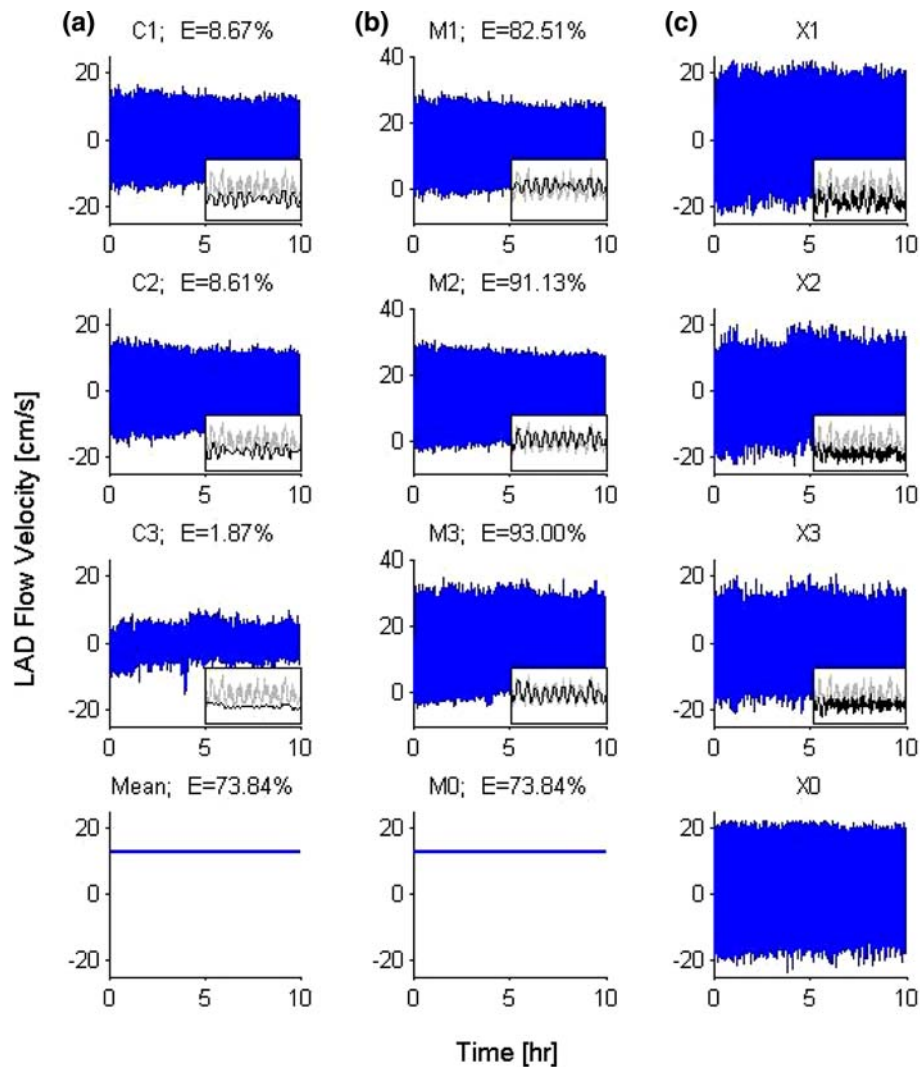 (a) (b) (c)
C1; E=8.67% M1; E=82.51% X1
20 40 20
0 20 0
-20 0 -20
0 5 10 0 5 10 0 5 10
C2; E=8.61% M2; E=91.13% X2
20 40 20
0 20 0
-20 0 -20
0 5 10 0 5 10 0 5 10
LAD Flow Velocity [cm/s]
C3; E=1.87% M3; E=93.00% X3
20 40 20
0 20 0
-20 0 -20
0 5 10 0 5 10 0 5 10
Mean; E=73.84% M0; E=73.84% X0
20 20 20
0 0 0
-20 -20 -20
0 5 10 0 5 10 0 5 10
Time [hr]